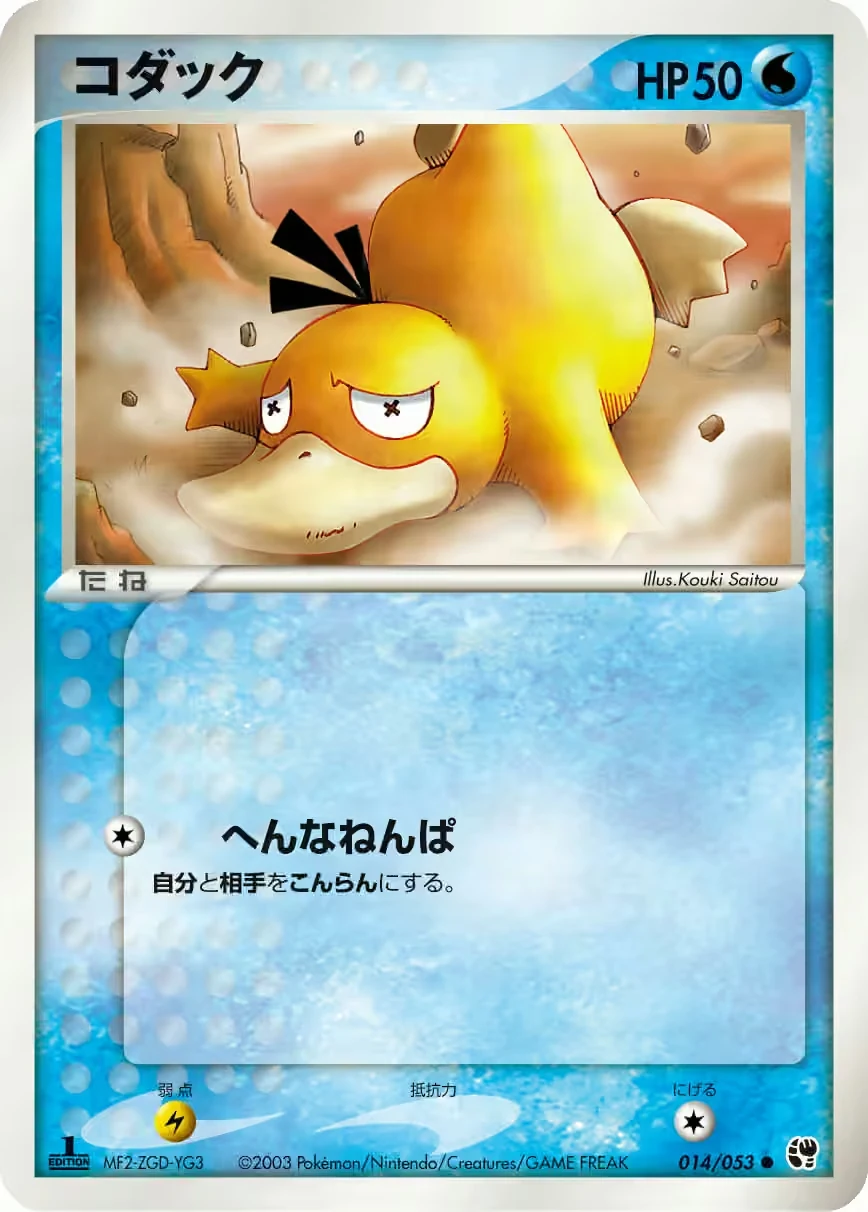 コダック
HP50
たね
Illus.Kouki Saitou
へんなねんぱ
自分と相手をこんらんにする。
弱点 抵抗力 にげる
1 EDITION MF2-ZGD-YG3 ©2003 Pokémon/Nintendo/Creatures/GAME FREAK 014/053 ●